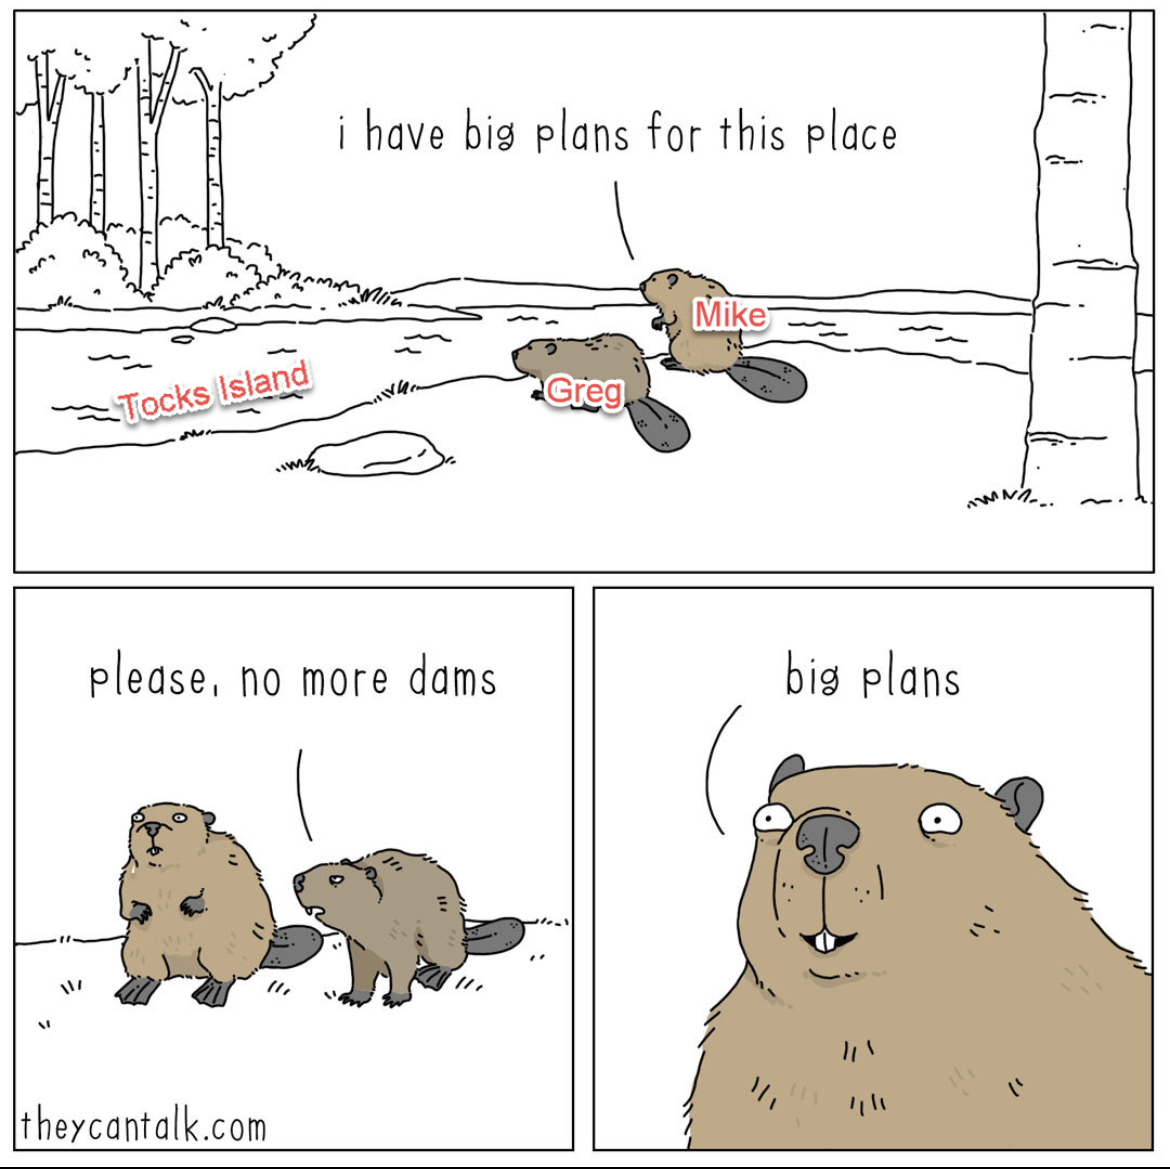 i have big plans for this place
Mike
Greg
Tocks Island
please, no more dams
big plans
theycantalk.com